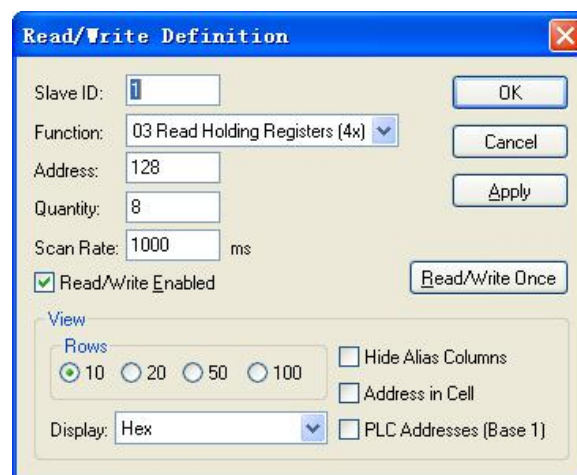 Read/Write Definition
Slave ID: 1
OK
Function: 03 Read Holding Registers (4x)
Cancel
Address: 128
Apply
Quantity: 8
Scan Rate: 1000 ms
Read/Write Enabled
Read/Write Once
View
Rows
10 20 50 100
Hide Alias Columns
Address in Cell
Display: Hex
PLC Addresses (Base 1)